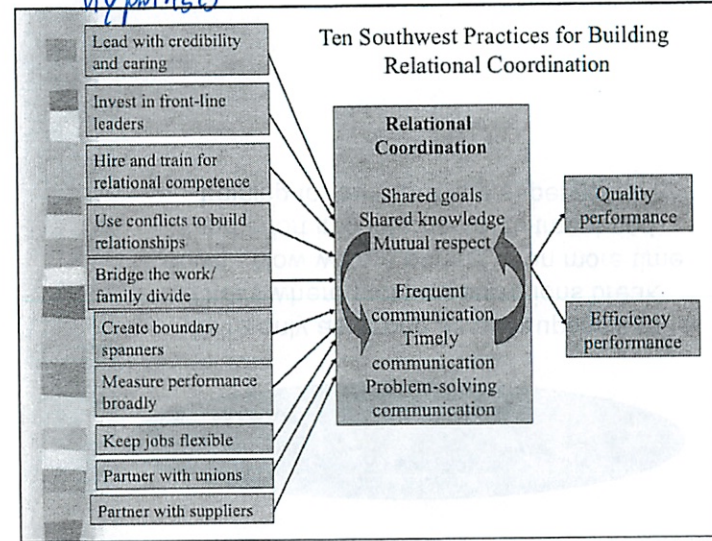 Ten Southwest Practices for Building
Relational Coordination
Lead with credibility
and caring
Invest in front-line
leaders
Hire and train for
relational competence
Use conflicts to build
relationships
Bridge the work/
family divide
Create boundary
spanners
Measure performance
broadly
Keep jobs flexible
Partner with unions
Partner with suppliers
Relational
Coordination
Shared goals
Shared knowledge
Mutual respect
Frequent
communication
Timely
communication
Problem-solving
communication
Quality
performance
Efficiency
performance